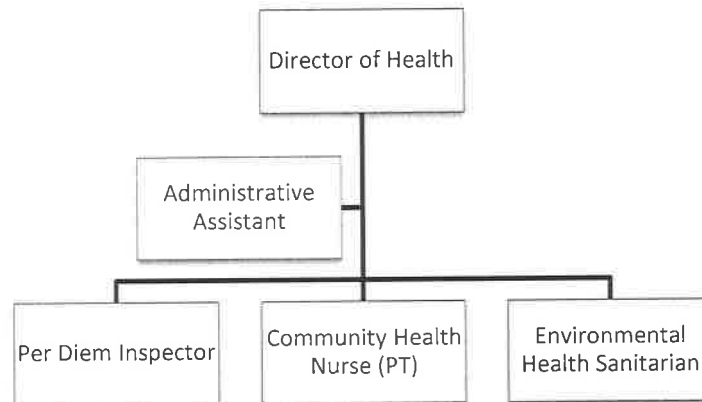 Director of Health
Administrative
Assistant
Per Diem Inspector
Community Health
Nurse (PT)
Environmental
Health Sanitarian